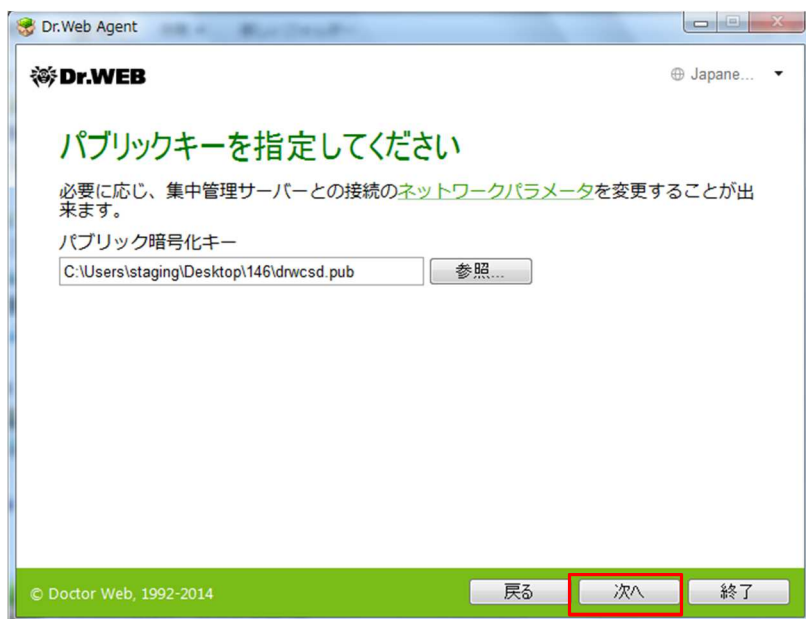 Dr.Web Agent
Dr.WEB
Japane...
パブリックキーを指定してください
必要に応じ、集中管理サーバーとの接続のネットワークパラメータを変更することが出
来ます。
パブリック暗号化キー
C:\Users\staging\Desktop\146\drwcsd.pub
参照...
© Doctor Web, 1992-2014
戻る
次へ
終了